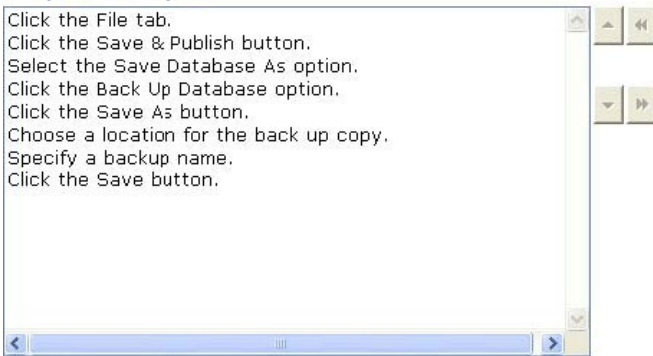 Click the File tab.
Click the Save & Publish button.
Select the Save Database As option.
Click the Back Up Database option.
Click the Save As button.
Choose a location for the back up copy.
Specify a backup name.
Click the Save button.